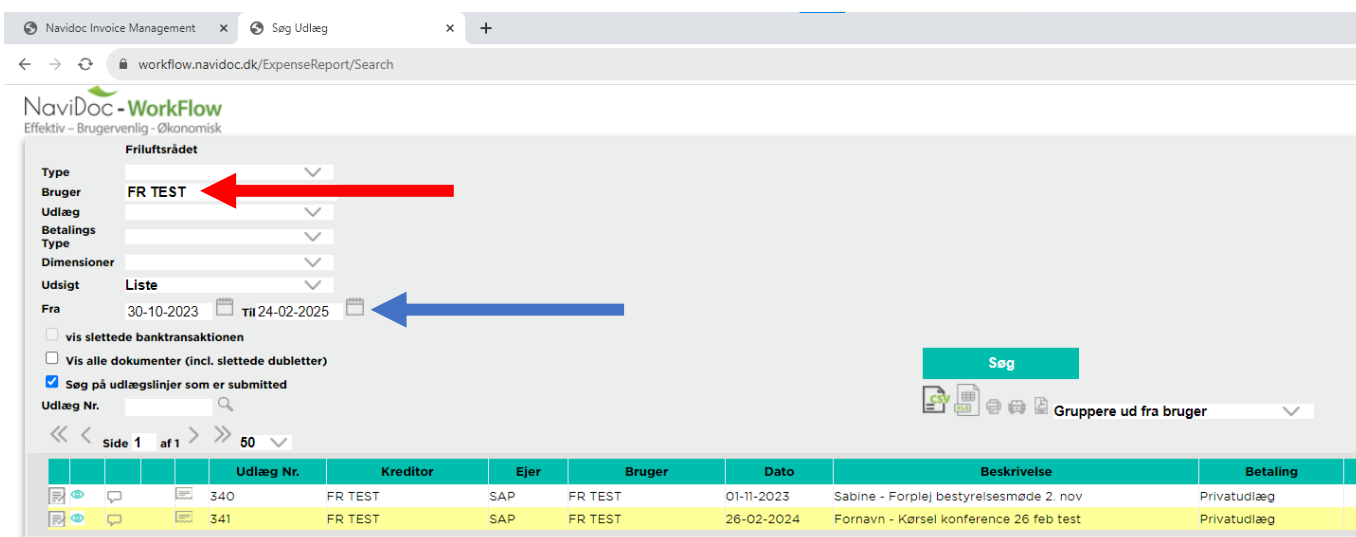 Navidoc Invoice Management
Søg Udlæg
workflow.navidoc.dk/ExpenseReport/Search
NaviDoc - WorkFlow
Effektiv – Brugervenlig - Økonomisk
Friluftsrådet
Type
Bruger FR TEST
Udlæg
Betalings
Type
Dimensioner
Udsigt Liste
Fra 30-10-2023 Til 24-02-2025
vis slettede banktransaktionen
Vis alle dokumenter (incl. slettede dubletter)
Søg
Søg på udlægslinjer som er submitted
Udlæg Nr.
CSV XLS Gruppere ud fra bruger
Side 1 af 1 50
Udlæg Nr. Kreditor Ejer Bruger Dato Beskrivelse Betaling
340 FR TEST SAP FR TEST 01-11-2023 Sabine - Forplej bestyrelsesmøde 2. nov Privatudlæg
341 FR TEST SAP FR TEST 26-02-2024 Fornavn - Kørsel konference 26 feb test Privatudlæg